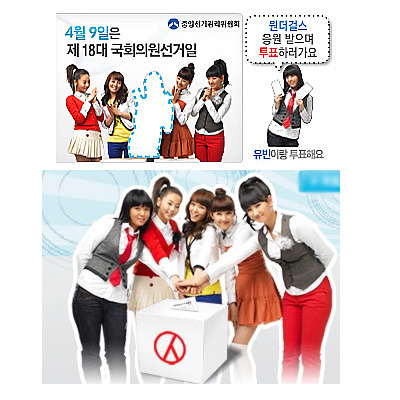 중앙선거관리위원회
4월 9일은
제 18대 국회의원선거일
원더걸스
응원 받으며
투표하러가요
유빈이랑 투표해요